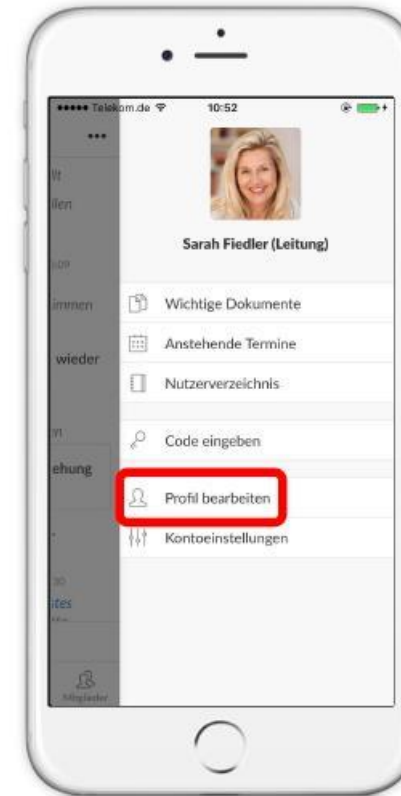 Telekom.de
10:52
Sarah Fiedler (Leitung)
Wichtige Dokumente
Anstehende Termine
Nutzerverzeichnis
Code eingeben
Profil bearbeiten
Kontoeinstellungen
immen
wieder
ehung
Mitglieder